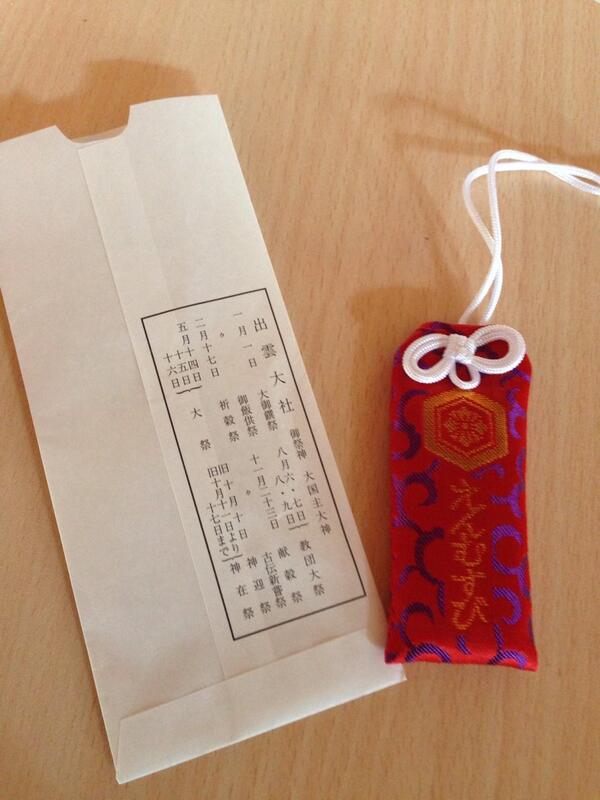 出雲大社
御祭神 大国主大神
一月一日 大御饌祭
〃 御飯供祭
二月十七日 祈穀祭
五月十四日
十五日
十六日
大祭
八月六・七日
八・九日
教団大祭
十一月二十三日 献穀祭
〃 古伝新嘗祭
旧十月十日 神迎祭
旧十月十一日より
十七日まで
神在祭
えんむすび